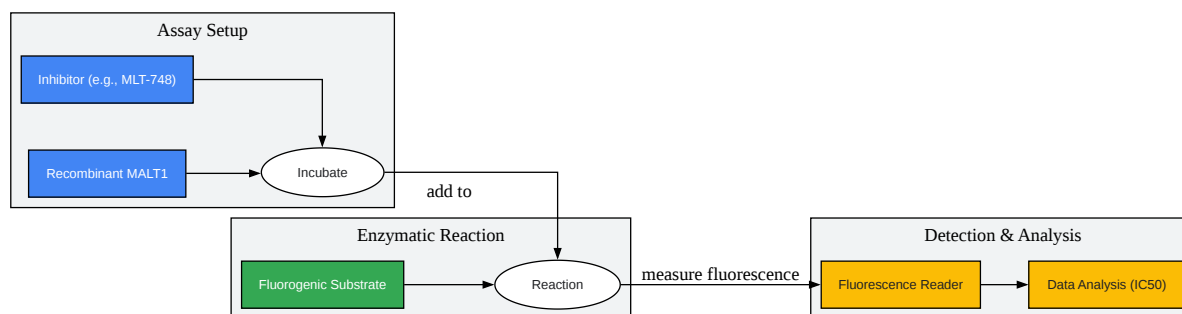 Assay Setup
Inhibitor (e.g., MLT-748)
Recombinant MALT1
Incubate
add to
Enzymatic Reaction
Fluorogenic Substrate
Reaction
measure fluorescence
Detection & Analysis
Fluorescence Reader
Data Analysis (IC50)